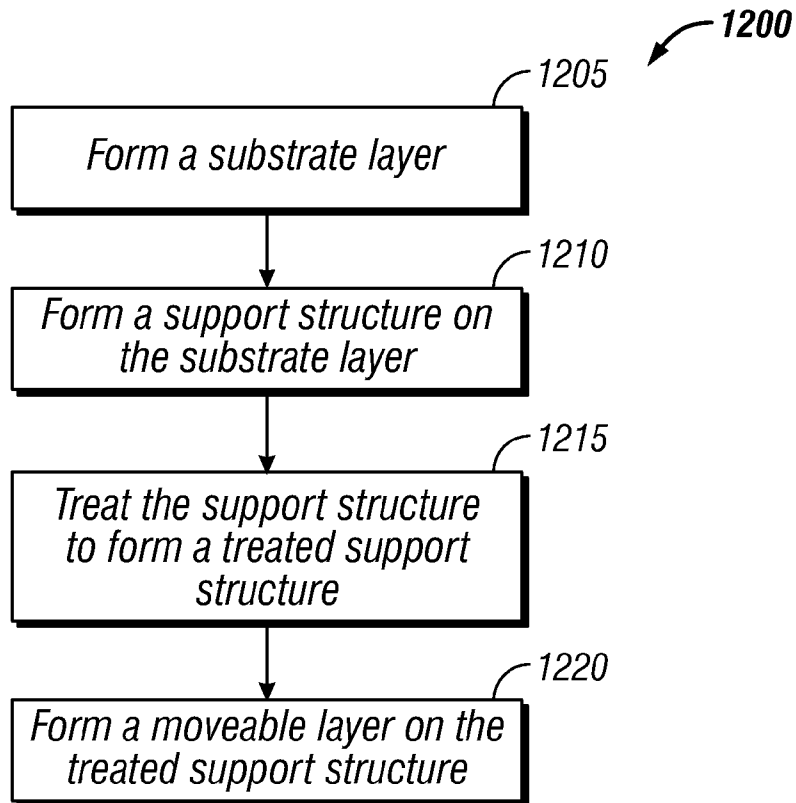 1200
1205
Form a substrate layer
1210
Form a support structure on
the substrate layer
1215
Treat the support structure
to form a treated support
structure
1220
Form a moveable layer on the
treated support structure